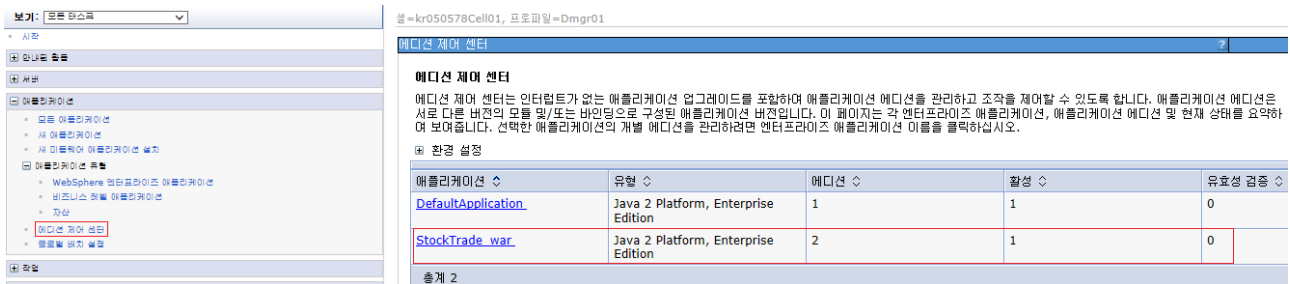 보기: 모든 태스크
시작
안내된 활동
서버
애플리케이션
모든 애플리케이션
새 애플리케이션
새 미들웨어 애플리케이션 설치
애플리케이션 유형
WebSphere 엔터프라이즈 애플리케이션
비즈니스 레벨 애플리케이션
자산
에디션 제어 센터
글로벌 배치 설정
작업
셀=kr050578Cell01, 프로파일=Dmgr01
에디션 제어 센터 ?
에디션 제어 센터
에디션 제어 센터는 인터럽트가 없는 애플리케이션 업그레이드를 포함하여 애플리케이션 에디션을 관리하고 조작을 제어할 수 있도록 합니다. 애플리케이션 에디션은
서로 다른 버전의 모듈 및/또는 바인딩으로 구성된 애플리케이션 버전입니다. 이 페이지는 각 엔터프라이즈 애플리케이션, 애플리케이션 에디션 및 현재 상태를 요약하
여 보여줍니다. 선택한 애플리케이션의 개별 에디션을 관리하려면 엔터프라이즈 애플리케이션 이름을 클릭하십시오.
환경 설정
애플리케이션 유형 에디션 활성 유효성 검증
DefaultApplication Java 2 Platform, Enterprise 1 1 0
Edition
StockTrade_war Java 2 Platform, Enterprise 2 1 0
Edition
총계 2